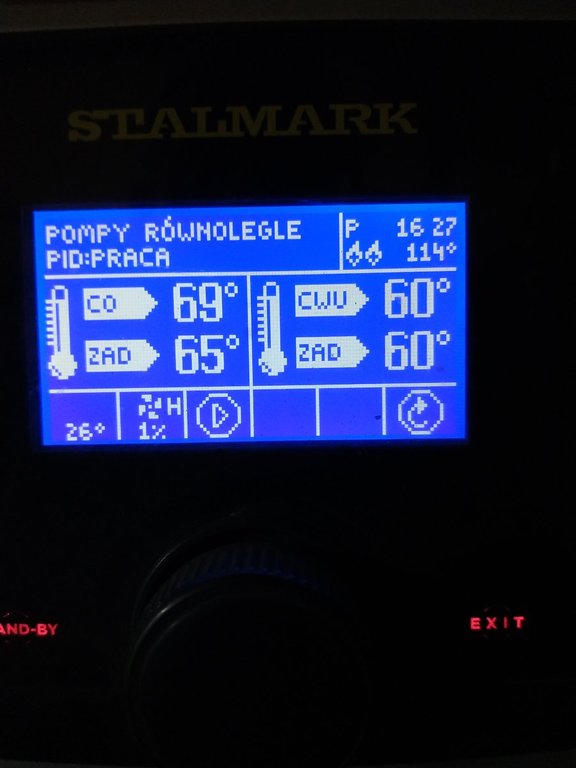 STALMARK
POMPY RÓWNOLEGLE
PID:PRACA
P 16 27
114°
CO 69°
ZAD 65°
CWU 60°
ZAD 60°
26°
H
1%
AND-BY
EXIT